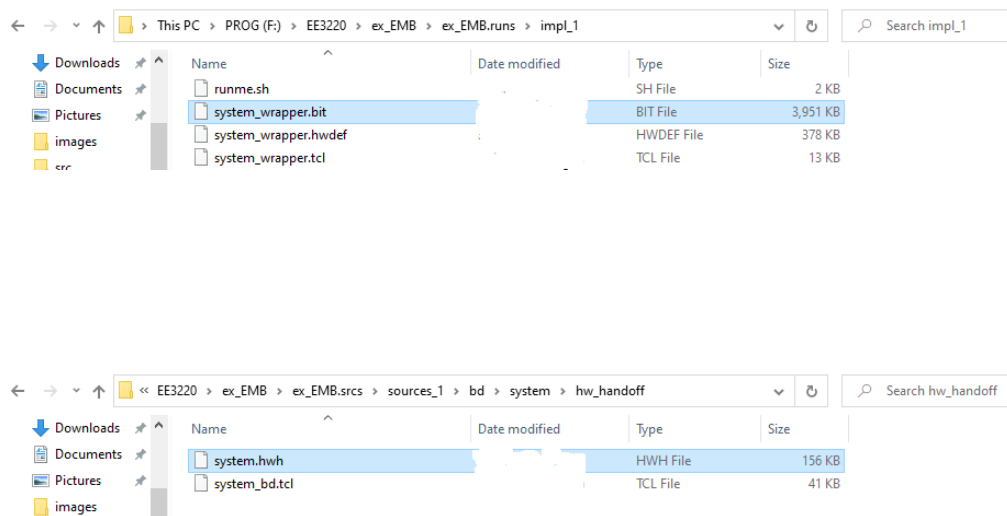 This PC > PROG (F:) > EE3220 > ex_EMB > ex_EMB.runs > impl_1
Search impl_1
Downloads
Documents
Pictures
images
src
Name Date modified Type Size
runme.sh SH File 2 KB
system_wrapper.bit BIT File 3,951 KB
system_wrapper.hwdef HWDEF File 378 KB
system_wrapper.tcl TCL File 13 KB
« EE3220 > ex_EMB > ex_EMB.srcs > sources_1 > bd > system > hw_handoff
Search hw_handoff
Downloads
Documents
Pictures
images
Name Date modified Type Size
system.hwh HWH File 156 KB
system_bd.tcl TCL File 41 KB